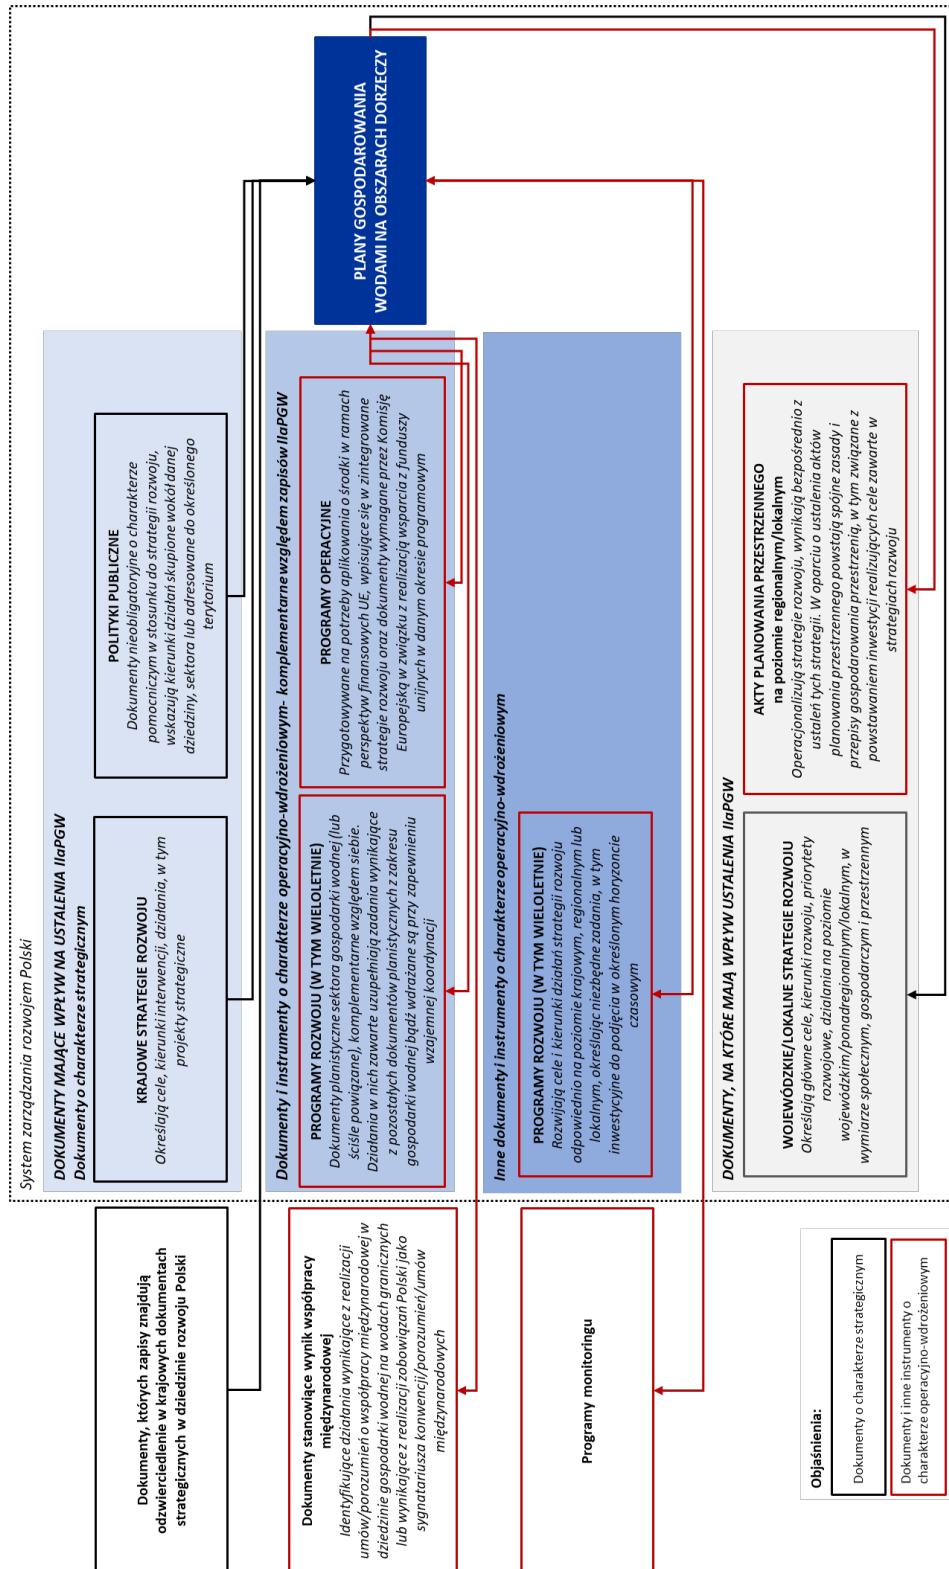 System zarządzania rozwojem Polski
DOKUMENTY MAJĄCE WPŁYW NA USTALENIA IIaPGW
Dokumenty o charakterze strategicznym
Dokumenty, których zapisy znajdują
odzwierciedlenie w krajowych dokumentach
strategicznych w dziedzinie rozwoju Polski
KRAJOWE STRATEGIE ROZWOJU
Określają cele, kierunki interwencji, działania, w tym
projekty strategiczne
POLITYKI PUBLICZNE
Dokumenty nieobligatoryjne o charakterze
pomocniczym w stosunku do strategii rozwoju,
wskazują kierunki działań skupione wokół danej
dziedziny, sektora lub adresowane do określonego
terytorium
Dokumenty i instrumenty o charakterze operacyjno-wdrożeniowym- komplementarne względem zapisów IIaPGW
Dokumenty stanowiące wynik współpracy
międzynarodowej
Identyfikujące działania wynikające z realizacji
umów/porozumień o współpracy międzynarodowej w
dziedzinie gospodarki wodnej na wodach granicznych
lub wynikające z realizacji zobowiązań Polski jako
sygnatariusza konwencji/porozumień/umów
międzynarodowych
PROGRAMY ROZWOJU (W TYM WIELOLETNIE)
Dokumenty planistyczne sektora gospodarki wodnej (lub
ściśle powiązane), komplementarne względem siebie.
Działania w nich zawarte uzupełniają zadania wynikające
z pozostałych dokumentów planistycznych z zakresu
gospodarki wodnej bądź wdrażane są przy zapewnieniu
wzajemnej koordynacji
PROGRAMY OPERACYJNE
Przygotowywane na potrzeby aplikowania o środki w ramach
perspektyw finansowych UE, wpisujące się w zintegrowane
strategie rozwoju oraz dokumenty wymagane przez Komisję
Europejską w związku z realizacją wsparcia z funduszy
unijnych w danym okresie programowym
PLANY GOSPODAROWANIA
WODAMI NA OBSZARACH DORZECZY
Inne dokumenty i instrumenty o charakterze operacyjno-wdrożeniowym
Programy monitoringu
PROGRAMY ROZWOJU (W TYM WIELOLETNIE)
Rozwijają cele i kierunki działań strategii rozwoju
odpowiednio na poziomie krajowym, regionalnym lub
lokalnym, określając niezbędne zadania, w tym
inwestycyjne do podjęcia w określonym horyzoncie
czasowym
DOKUMENTY, NA KTÓRE MAJĄ WPŁYW USTALENIA IIaPGW
WOJEWÓDZKIE/LOKALNE STRATEGIE ROZWOJU
Określają główne cele, kierunki rozwoju, priorytety
rozwojowe, działania na poziomie
wojewódzkim/ponadregionalnym/lokalnym, w
wymiarze społecznym, gospodarczym i przestrzennym
AKTY PLANOWANIA PRZESTRZENNEGO
na poziomie regionalnym/lokalnym
Operacjonalizują strategie rozwoju, wynikają bezpośrednio z
ustaleń tych strategii. W oparciu o ustalenia aktów
planowania przestrzennego powstają spójne zasady i
przepisy gospodarowania przestrzenią, w tym związane z
powstawaniem inwestycji realizujących cele zawarte w
strategiach rozwoju
Objaśnienia:
Dokumenty o charakterze strategicznym
Dokumenty i inne instrumenty o
charakterze operacyjno-wdrożeniowym